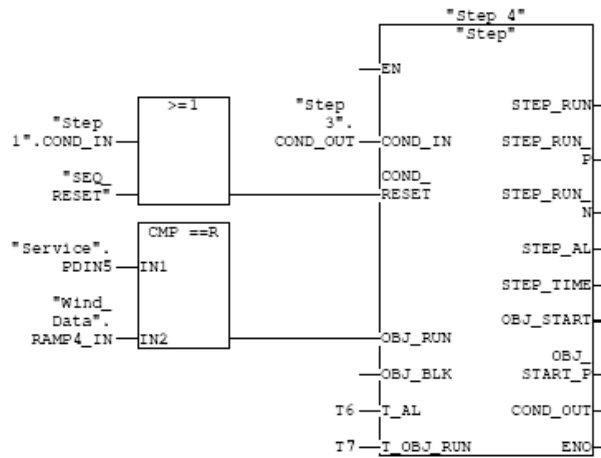 "Step 4"
"Step"
EN
>=1
"Step
3".
COND_OUT
COND_IN
"Step
1".COND_IN
"SEQ_
RESET"
COND_
RESET
CMP ==R
"Service".
PDIN5
IN1
"Wind_
Data".
RAMP4_IN
IN2
OBJ_RUN
OBJ_BLK
T6
T_AL
T7
T_OBJ_RUN
STEP_RUN
STEP_RUN_
P
STEP_RUN_
N
STEP_AL
STEP_TIME
OBJ_START
OBJ_
START_P
COND_OUT
ENO